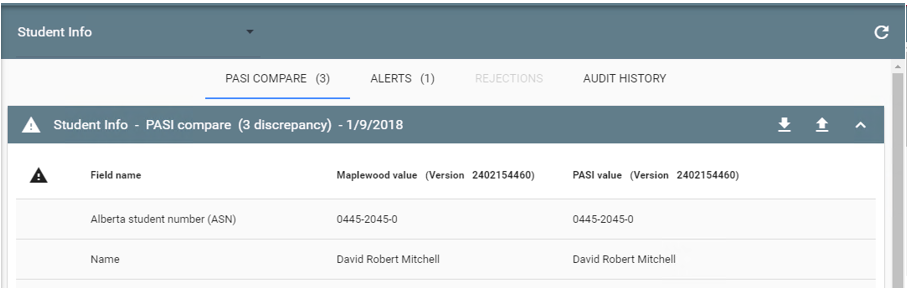 Student Info
PASI COMPARE (3) ALERTS (1) REJECTIONS AUDIT HISTORY
Student Info - PASI compare (3 discrepancy) - 1/9/2018
Field name Maplewood value (Version 2402154460) PASI value (Version 2402154460)
Alberta student number (ASN) 0445-2045-0 0445-2045-0
Name David Robert Mitchell David Robert Mitchell